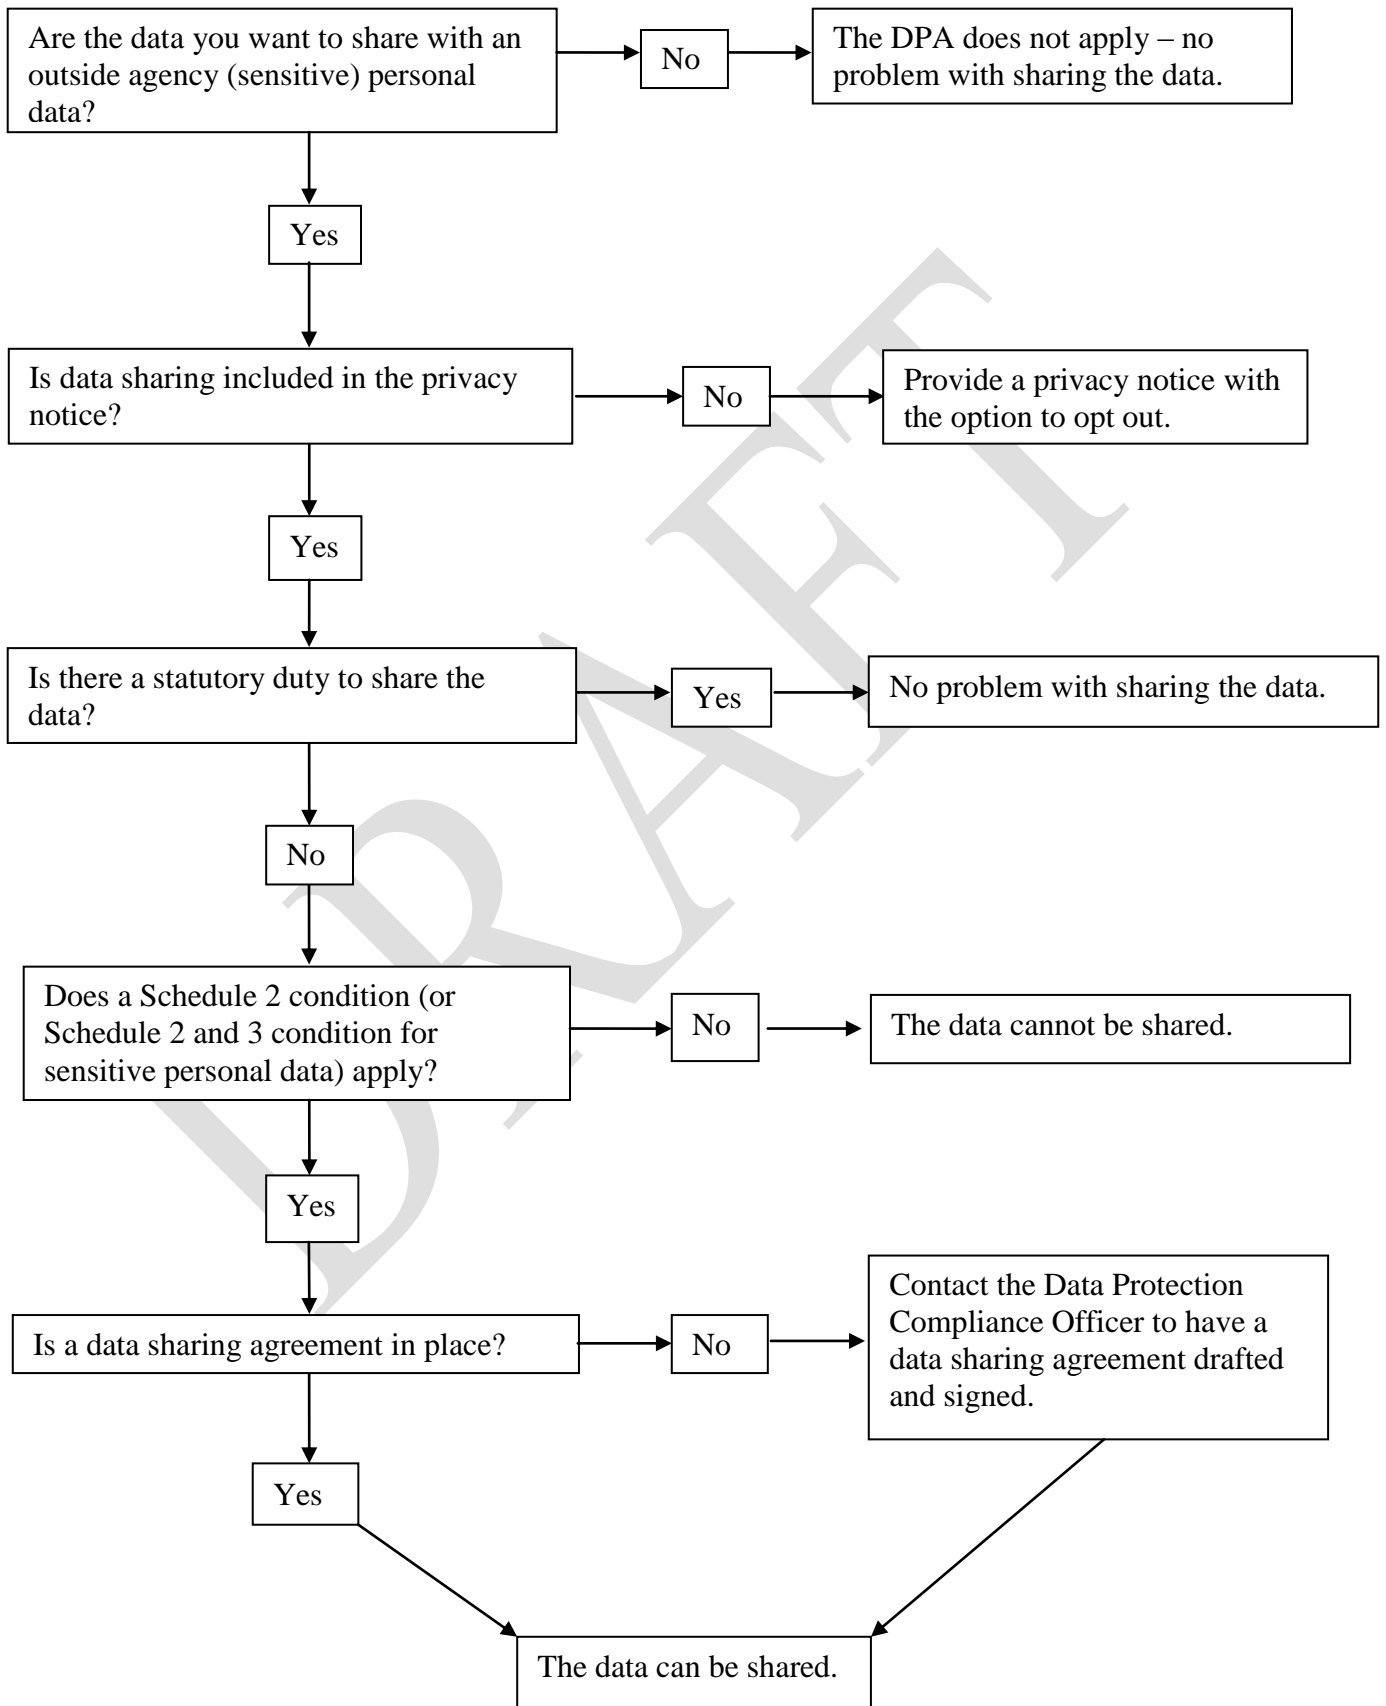 Are the data you want to share with an
outside agency (sensitive) personal
data?
No
The DPA does not apply – no
problem with sharing the data.
Yes
Is data sharing included in the privacy
notice?
No
Provide a privacy notice with
the option to opt out.
Yes
Is there a statutory duty to share the
data?
Yes
No problem with sharing the data.
No
Does a Schedule 2 condition (or
Schedule 2 and 3 condition for
sensitive personal data) apply?
No
The data cannot be shared.
Yes
Is a data sharing agreement in place?
No
Contact the Data Protection
Compliance Officer to have a
data sharing agreement drafted
and signed.
Yes
The data can be shared.
DRAFT